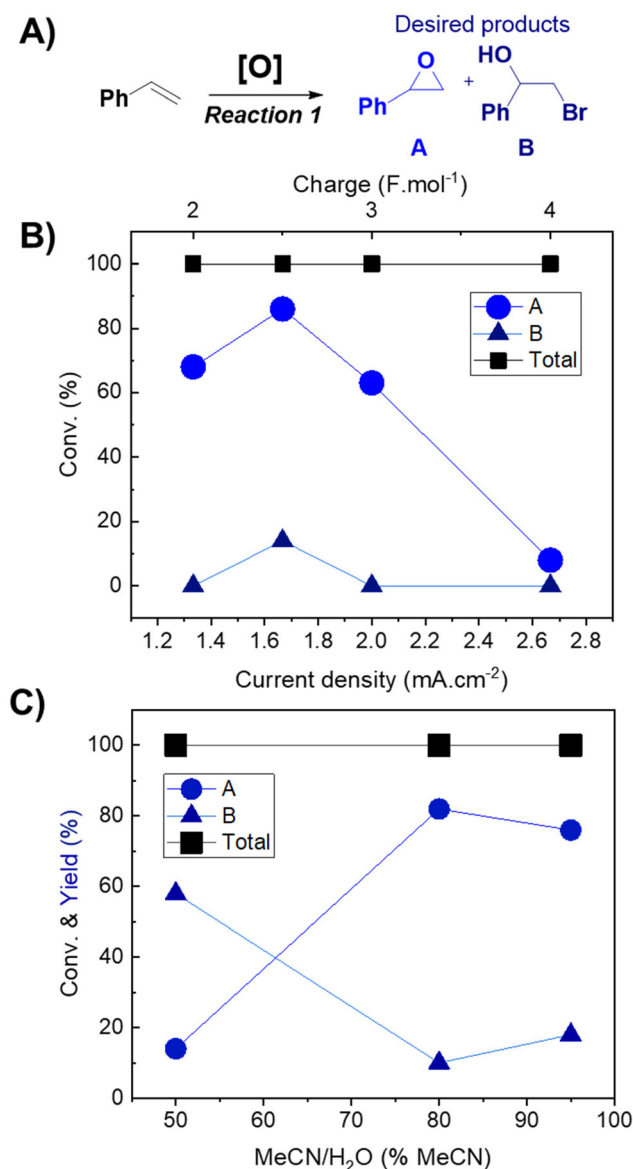 A)
Desired products
Ph
[O]
Reaction 1
O
Ph
+
HO
Ph
Br
A
B
Charge (F.mol⁻¹)
2
3
4
B)
100
80
60
40
20
0
Conv. (%)
A
B
Total
1.2
1.4
1.6
1.8
2.0
2.2
2.4
2.6
2.8
Current density (mA.cm⁻²)
C)
100
80
60
40
20
0
Conv. & Yield (%)
A
B
Total
50
60
70
80
90
100
MeCN/H₂O (% MeCN)